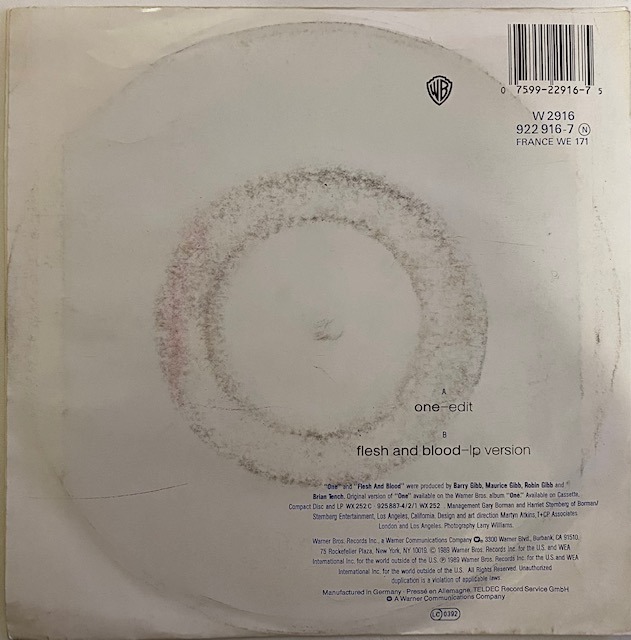 0 7599-22916-7 5
WB
W 2916
922 916-7 Ⓝ
FRANCE WE 171
A
one–edit
B
flesh and blood–lp version
"One" and "Flesh And Blood" were produced by Barry Gibb, Maurice Gibb, Robin Gibb and
Brian Tench. Original version of "One" available on the Warner Bros. album "One." Available on Cassette,
Compact Disc and LP WX 252 C · 925 887-4/2/1 WX 252 Management Gary Borman and Harriet Sternberg of Borman/
Sternberg Entertainment, Los Angeles, California. Design and art direction Martyn Atkins, T+CP Associates
London and Los Angeles. Photography Larry Williams.
Warner Bros. Records Inc., a Warner Communications Company 3300 Warner Blvd., Burbank, CA 91510,
75 Rockefeller Plaza, New York, NY 10019. © 1989 Warner Bros. Records Inc. for the U.S. and WEA
International Inc. for the world outside of the U.S. ℗ 1989 Warner Bros. Records Inc. for the U.S. and WEA
International Inc. for the world outside of the U.S. All Rights Reserved. Unauthorized
duplication is a violation of applicable laws.
Manufactured in Germany · Pressé en Allemagne, TELDEC Record Service GmbH
A Warner Communications Company
LC 0392